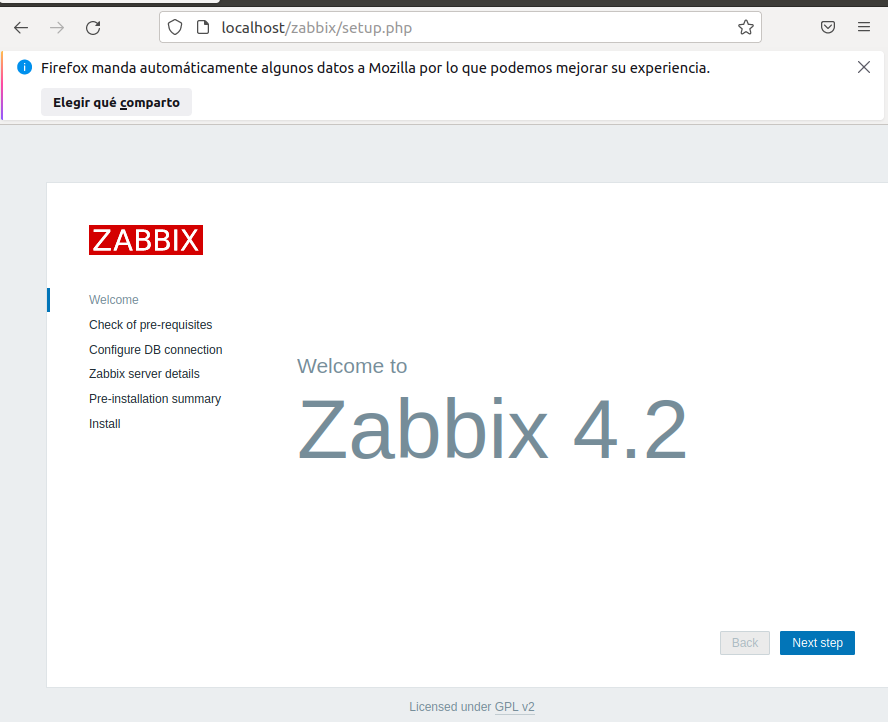 localhost/zabbix/setup.php
Firefox manda automáticamente algunos datos a Mozilla por lo que podemos mejorar su experiencia.
Elegir qué comparto
ZABBIX
Welcome
Check of pre-requisites
Configure DB connection
Zabbix server details
Pre-installation summary
Install
Welcome to
Zabbix 4.2
Back
Next step
Licensed under GPL v2